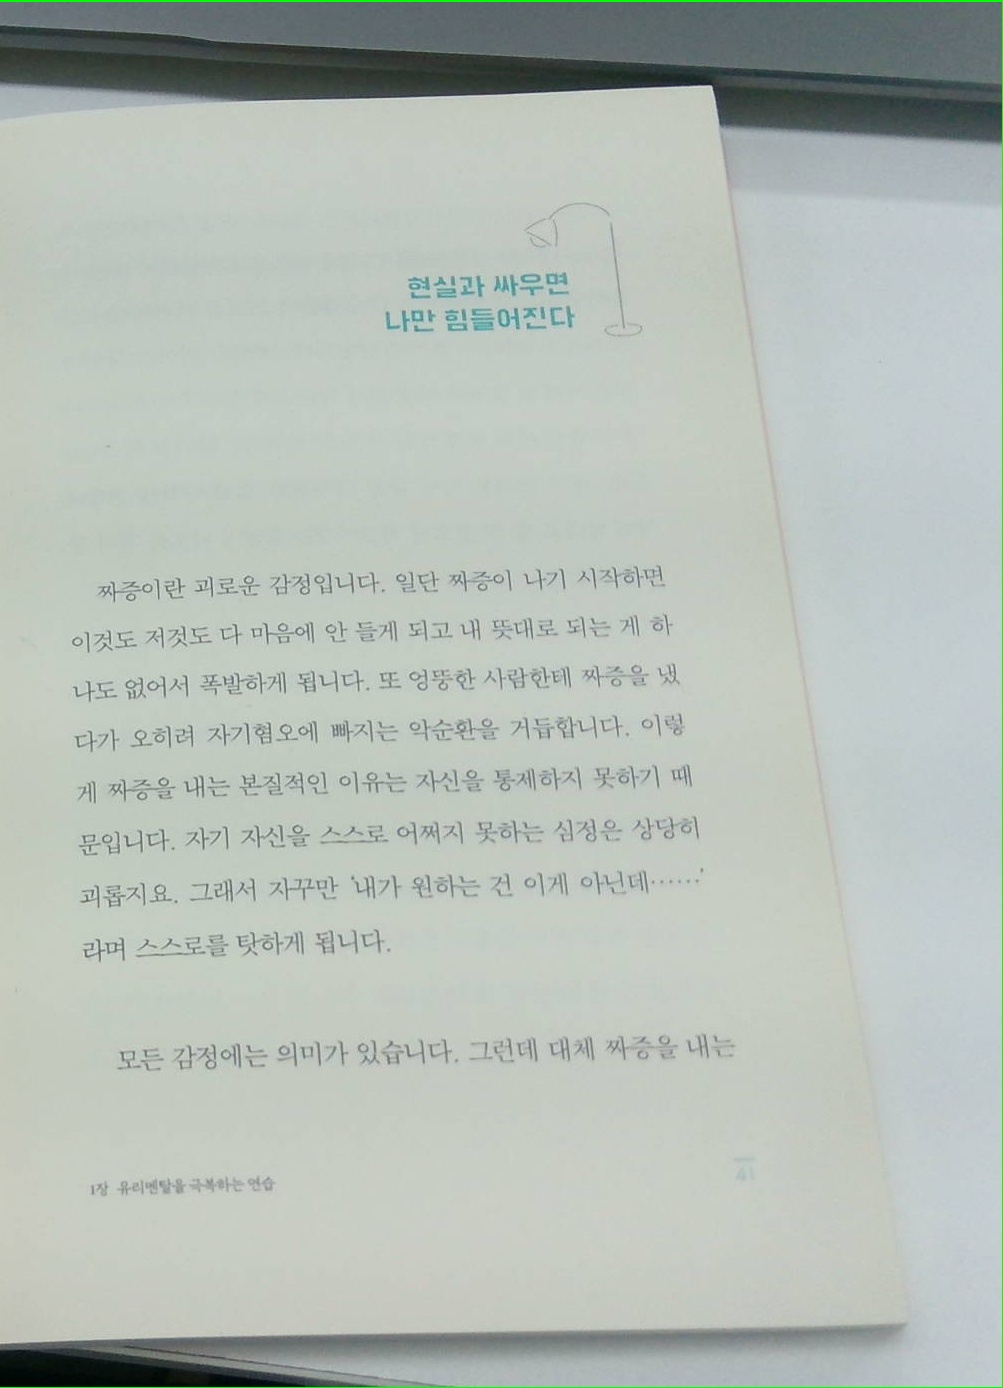 현실과 싸우면
나만 힘들어진다
짜증이란 괴로운 감정입니다. 일단 짜증이 나기 시작하면
이것도 저것도 다 마음에 안 들게 되고 내 뜻대로 되는 게 하
나도 없어서 폭발하게 됩니다. 또 엉뚱한 사람한테 짜증을 냈
다가 오히려 자기혐오에 빠지는 악순환을 거듭합니다. 이렇
게 짜증을 내는 본질적인 이유는 자신을 통제하지 못하기 때
문입니다. 자기 자신을 스스로 어쩌지 못하는 심정은 상당히
괴롭지요. 그래서 자꾸만 '내가 원하는 건 이게 아닌데……'
라며 스스로를 탓하게 됩니다.
모든 감정에는 의미가 있습니다. 그런데 대체 짜증을 내는
1장 유리멘탈을 극복하는 연습
41